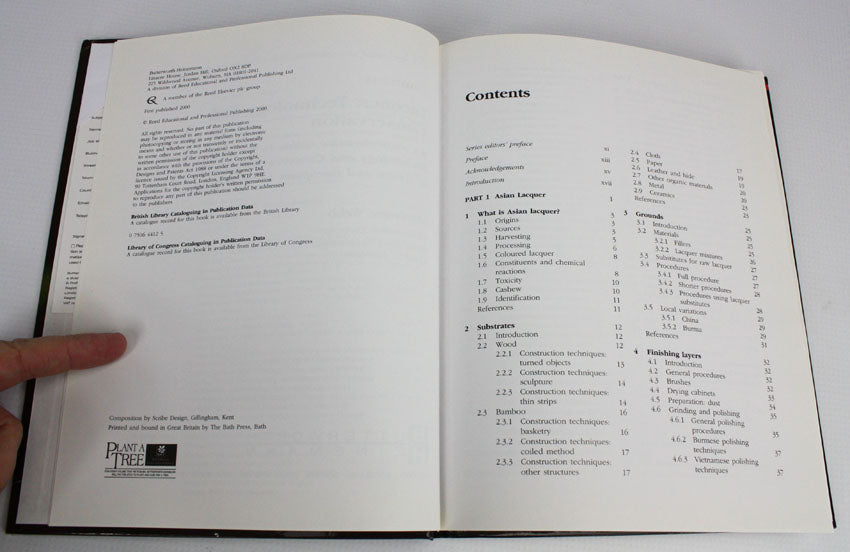 Butterworth-Heinemann
Linacre House, Jordan Hill, Oxford OX2 8DP
225 Wildwood Avenue, Woburn, MA 01801-2041
A division of Reed Educational and Professional Publishing Ltd
A member of the Reed Elsevier plc group
First published 2000
© Reed Educational and Professional Publishing 2000
All rights reserved. No part of this publication
may be reproduced in any material form (including
photocopying or storing in any medium by electronic
means and whether or not transiently or incidentally
to some other use of this publication) without the
written permission of the copyright holder except
in accordance with the provisions of the Copyright,
Designs and Patents Act 1988 or under the terms of a
licence issued by the Copyright Licensing Agency Ltd,
90 Tottenham Court Road, London, England W1P 9HE.
Applications for the copyright holder's written permission
to reproduce any part of this publication should be addressed
to the publishers
British Library Cataloguing in Publication Data
A catalogue record for this book is available from the British Library
0 7506 4412 5
Library of Congress Cataloguing in Publication Data
A catalogue record for this book is available from the Library of Congress
Composition by Scribe Design, Gillingham, Kent
Printed and bound in Great Britain by The Bath Press, Bath
PLANT A
TREE
Contents
Series editors' preface xi
Preface xiii
Acknowledgements xv
Introduction xvii
PART 1 Asian Lacquer 1
1 What is Asian lacquer? 3
1.1 Origins 3
1.2 Sources 3
1.3 Harvesting 5
1.4 Processing 6
1.5 Coloured lacquer 8
1.6 Constituents and chemical
reactions 8
1.7 Toxicity 10
1.8 Cashew 10
1.9 Identification 11
References 11
2 Substrates 12
2.1 Introduction 12
2.2 Wood 12
2.2.1 Construction techniques:
turned objects 13
2.2.2 Construction techniques:
sculpture 14
2.2.3 Construction techniques:
thin strips 14
2.3 Bamboo 16
2.3.1 Construction techniques:
basketry 16
2.3.2 Construction techniques:
coiled method 17
2.3.3 Construction techniques:
other structures 17
2.4 Cloth 17
2.5 Paper 19
2.6 Leather and hide 19
2.7 Other organic materials 20
2.8 Metal 20
2.9 Ceramics 23
References 23
3 Grounds 25
3.1 Introduction 25
3.2 Materials 25
3.2.1 Fillers 25
3.2.2 Lacquer mixtures 25
3.3 Substitutes for raw lacquer 26
3.4 Procedures 27
3.4.1 Full procedure 27
3.4.2 Shorter procedures 27
3.4.3 Procedures using lacquer 28
substitutes
3.5 Local variations 28
3.5.1 China 29
3.5.2 Burma 29
References 31
4 Finishing layers 32
4.1 Introduction 32
4.2 General procedures 32
4.3 Brushes 32
4.4 Drying cabinets 33
4.5 Preparation: dust 34
4.6 Grinding and polishing 35
4.6.1 General polishing
procedures 35
4.6.2 Burmese polishing
techniques 37
4.6.3 Vietnamese polishing
techniques 37